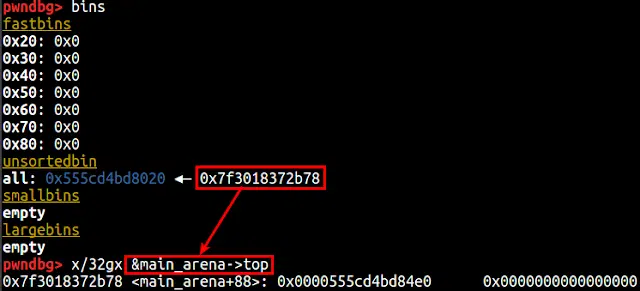 pwndbg> bins
fastbins
0x20: 0x0
0x30: 0x0
0x40: 0x0
0x50: 0x0
0x60: 0x0
0x70: 0x0
0x80: 0x0
unsortedbin
all: 0x555cd4bd8020 ← 0x7f3018372b78
smallbins
empty
largebins
empty
pwndbg> x/32gx &main_arena->top
0x7f3018372b78 <main_arena+88>: 0x0000555cd4bd84e0 0x0000000000000000